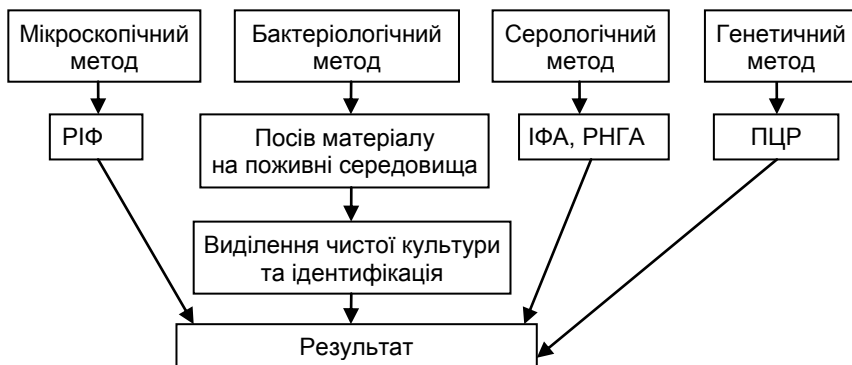 Мікроскопічний
метод
Бактеріологічний
метод
Серологічний
метод
Генетичний
метод
РІФ
Посів матеріалу
на поживні середовища
ІФА, РНГА
ПЦР
Виділення чистої культури
та ідентифікація
Результат